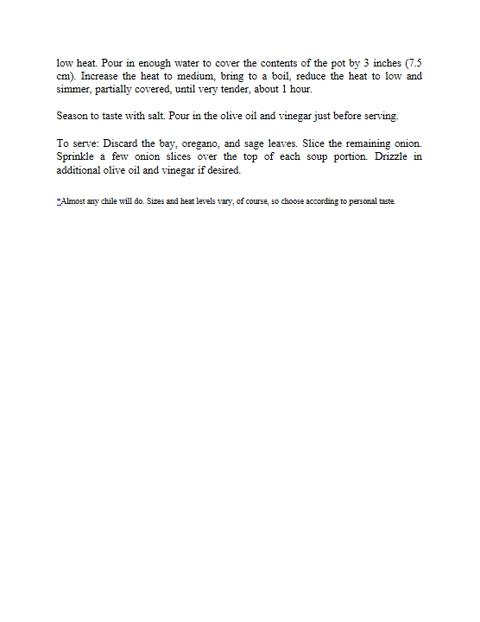 low heat. Pour in enough water to cover the contents of the pot by 3 inches (7.5
cm). Increase the heat to medium, bring to a boil, reduce the heat to low and
simmer, partially covered, until very tender, about 1 hour.
Season to taste with salt. Pour in the olive oil and vinegar just before serving.
To serve: Discard the bay, oregano, and sage leaves. Slice the remaining onion.
Sprinkle a few onion slices over the top of each soup portion. Drizzle in
additional olive oil and vinegar if desired.
*Almost any chile will do. Sizes and heat levels vary, of course, so choose according to personal taste.